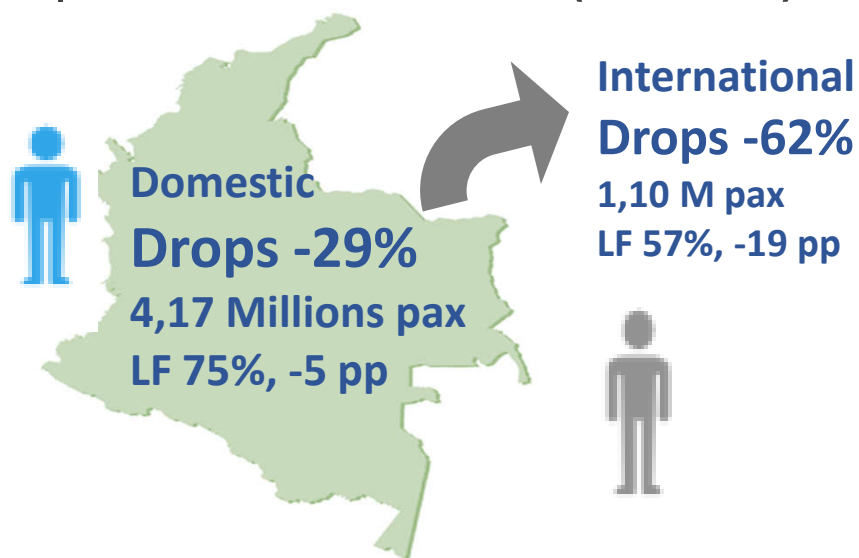 Domestic
Drops -29%
4,17 Millions pax
LF 75%, -5 pp
International
Drops -62%
1,10 M pax
LF 57%, -19 pp